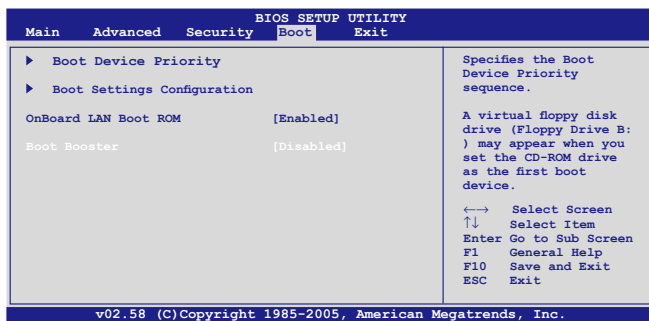 BIOS SETUP UTILITY
Main Advanced Security Boot Exit
Boot Device Priority
Boot Settings Configuration
OnBoard LAN Boot ROM [Enabled]
Boot Booster [Disabled]
Specifies the Boot
Device Priority
sequence.
A virtual floppy disk
drive (Floppy Drive B:
) may appear when you
set the CD-ROM drive
as the first boot
device.
←→ Select Screen
↑↓ Select Item
Enter Go to Sub Screen
F1 General Help
F10 Save and Exit
ESC Exit
v02.58 (C)Copyright 1985-2005, American Megatrends, Inc.